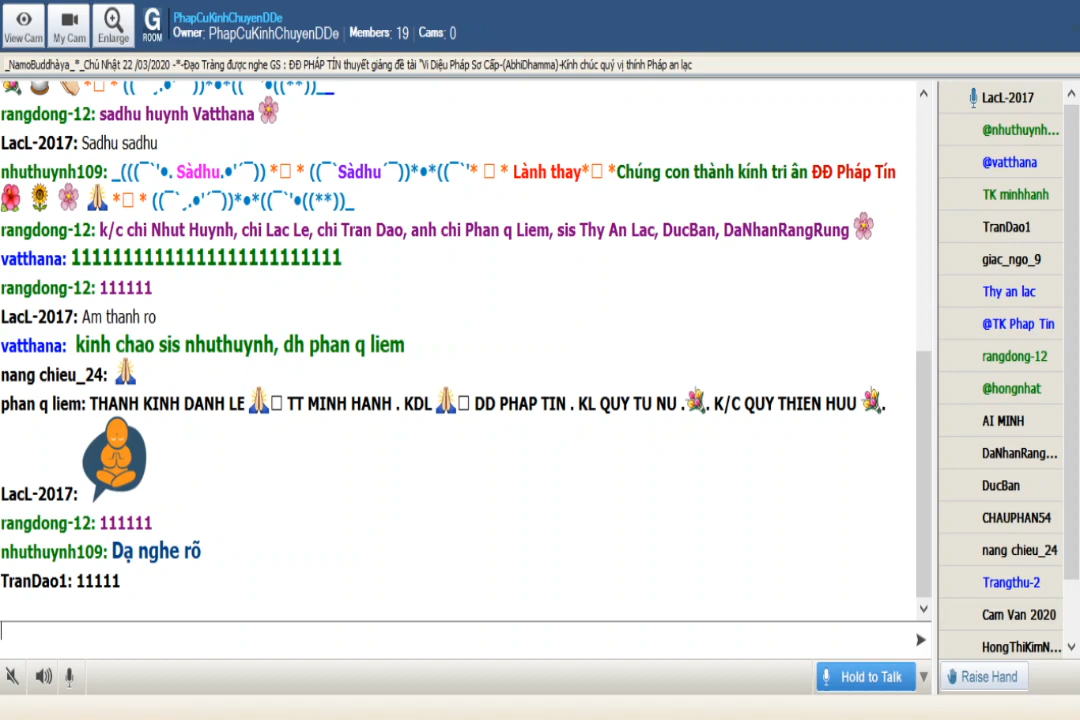 View Cam
My Cam
Enlarge
G
ROOM
PhapCuKinhChuyenDDe
Owner: PhapCuKinhChuyenDDe | Members: 19 | Cams: 0
_NamoBuddhàya_*_Chủ Nhật 22 /03/2020 -*-Đạo Tràng được nghe GS : ĐĐ PHÁP TÍN thuyết giảng đề tài "Vi Diệu Pháp Sơ Cấp-(AbhiDhamma)-Kính chúc quý vị thính Pháp an lạc
rangdong-12: sadhu huynh Vatthana 🌸
LacL-2017: Sadhu sadhu
nhuthuynh109: _(((¯`'•. Sàdhu.•'´¯)) *□ * ((¯`Sàdhu´¯))*•*((¯`'* □ * Lành thay*□ *Chúng con thành kính tri ân ĐĐ Pháp Tín
🌺 🌻 🌸 🙏 *□ * ((¯`¸.•'´¯))*•*((¯`'•((**))_
rangdong-12: k/c chi Nhut Huynh, chi Lac Le, chi Tran Dao, anh chi Phan q Liem, sis Thy An Lac, DucBan, DaNhanRangRung 🌸
vatthana: 11111111111111111111111111
rangdong-12: 111111
LacL-2017: Am thanh ro
vatthana: kinh chao sis nhuthuynh, dh phan q liem
nang chieu_24: 🙏
phan q liem: THANH KINH DANH LE 🙏□ TT MINH HANH . KDL 🙏□ DD PHAP TIN . KL QUY TU NU .💐. K/C QUY THIEN HUU 💐.
LacL-2017:
rangdong-12: 111111
nhuthuynh109: Dạ nghe rõ
TranDao1: 11111
Hold to Talk
LacL-2017
@nhuthuynh...
@vatthana
TK minhhanh
TranDao1
giac_ngo_9
Thy an lac
@TK Phap Tin
rangdong-12
@hongnhat
AI MINH
DaNhanRang...
DucBan
CHAUPHAN54
nang chieu_24
Trangthu-2
Cam Van 2020
HongThiKimN...
Raise Hand